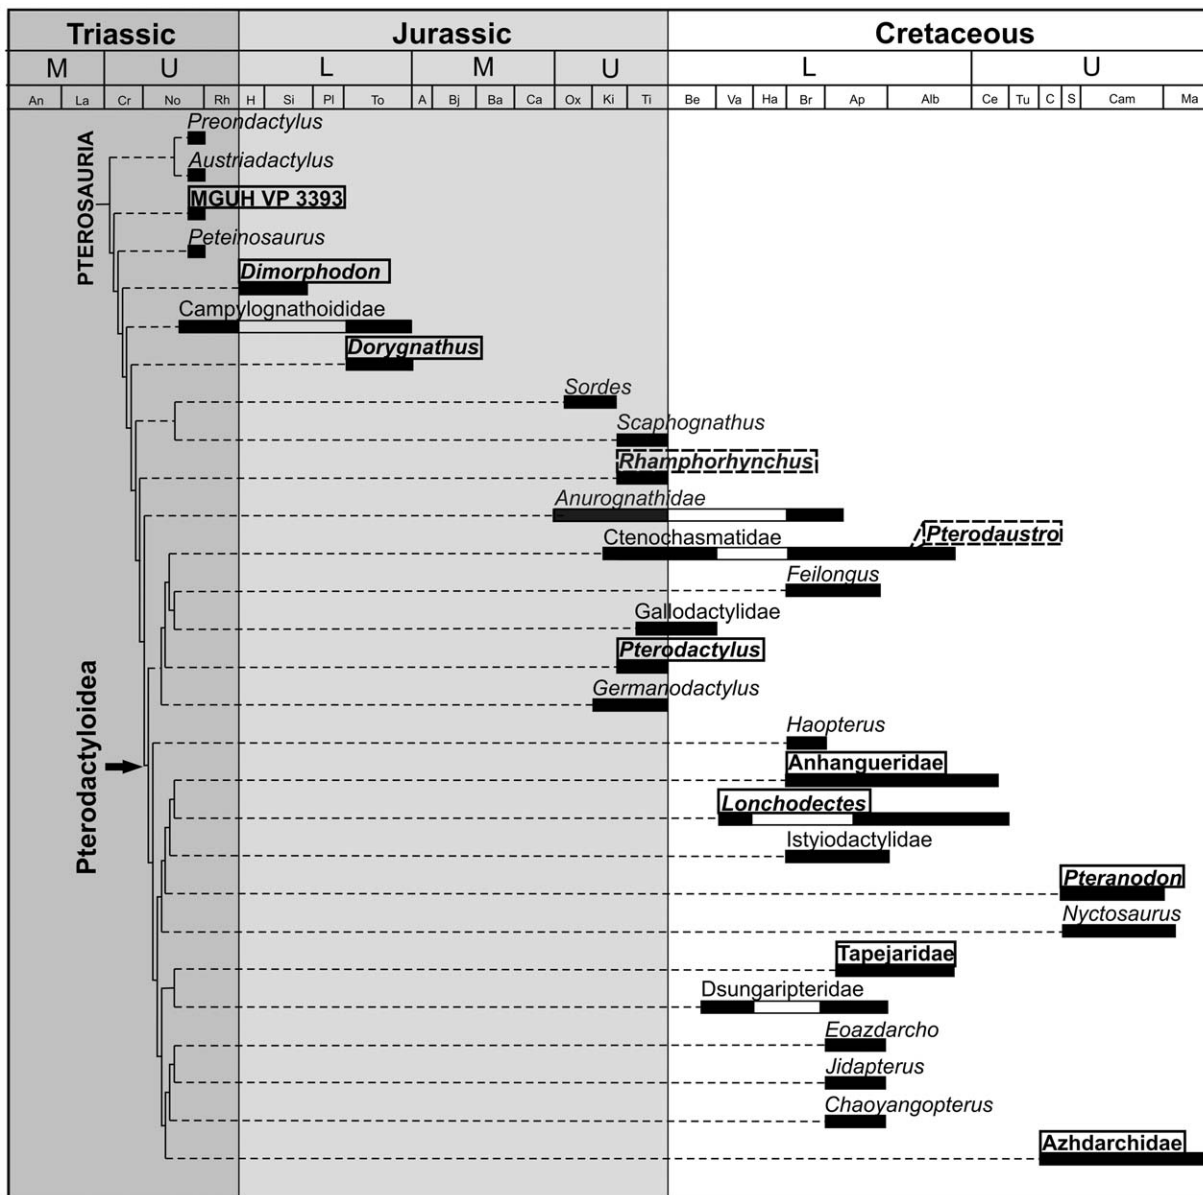 Triassic Jurassic Cretaceous
M U L M U L U
An La Cr No Rh H Si Pl To A Bj Ba Ca Ox Ki Ti Be Va Ha Br Ap Alb Ce Tu C S Cam Ma
PTEROSAURIA
Preondactylus
Austriadactylus
MGUH VP 3393
Peteinosaurus
Dimorphodon
Campylognathoididae
Dorygnathus
Sordes
Scaphognathus
Rhamphorhynchus
Anurognathidae
Ctenochasmatidae
Pterodaustro
Feilongus
Gallodactylidae
Pterodactylus
Germanodactylus
Pterodactyloidea
Haopterus
Anhangueridae
Lonchodectes
Istyiodactylidae
Pteranodon
Nyctosaurus
Tapejaridae
Dsungaripteridae
Eoazdarcho
Jidapterus
Chaoyangopterus
Azhdarchidae